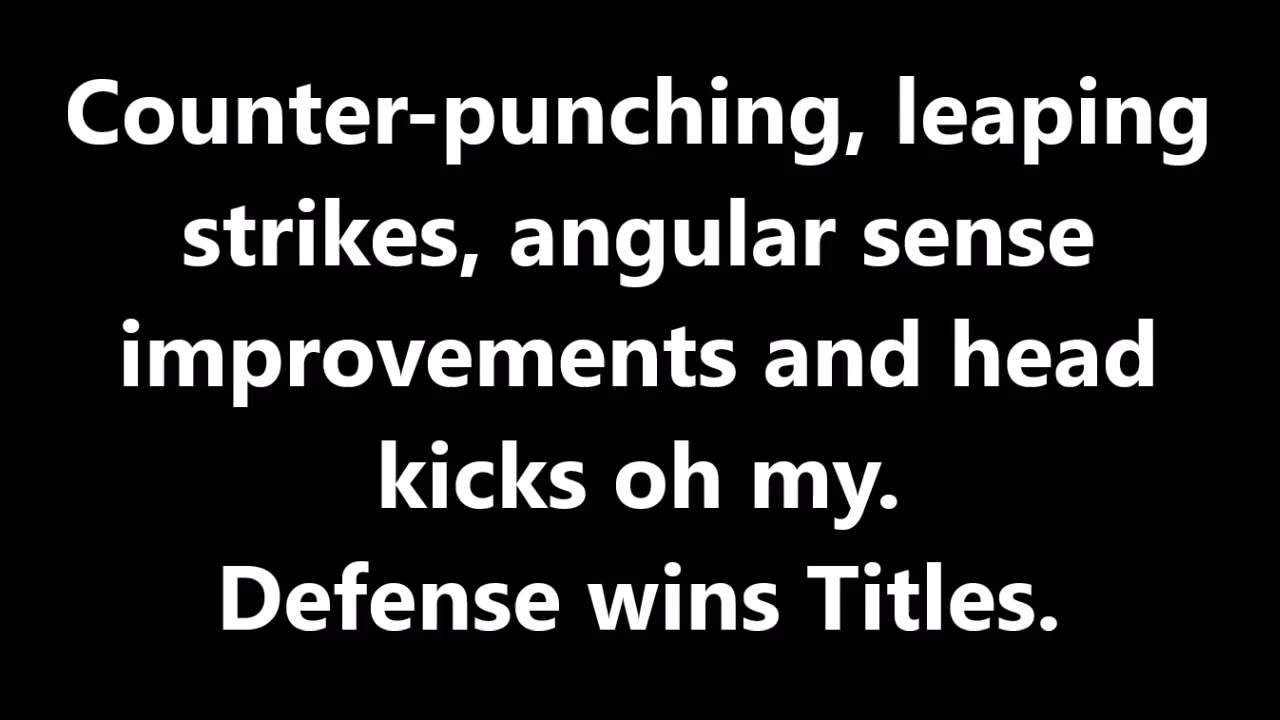 Counter-punching, leaping
strikes, angular sense
improvements and head
kicks oh my.
Defense wins Titles.